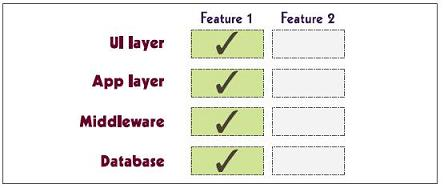 Feature 1 Feature 2
UI layer
App layer
Middleware
Database